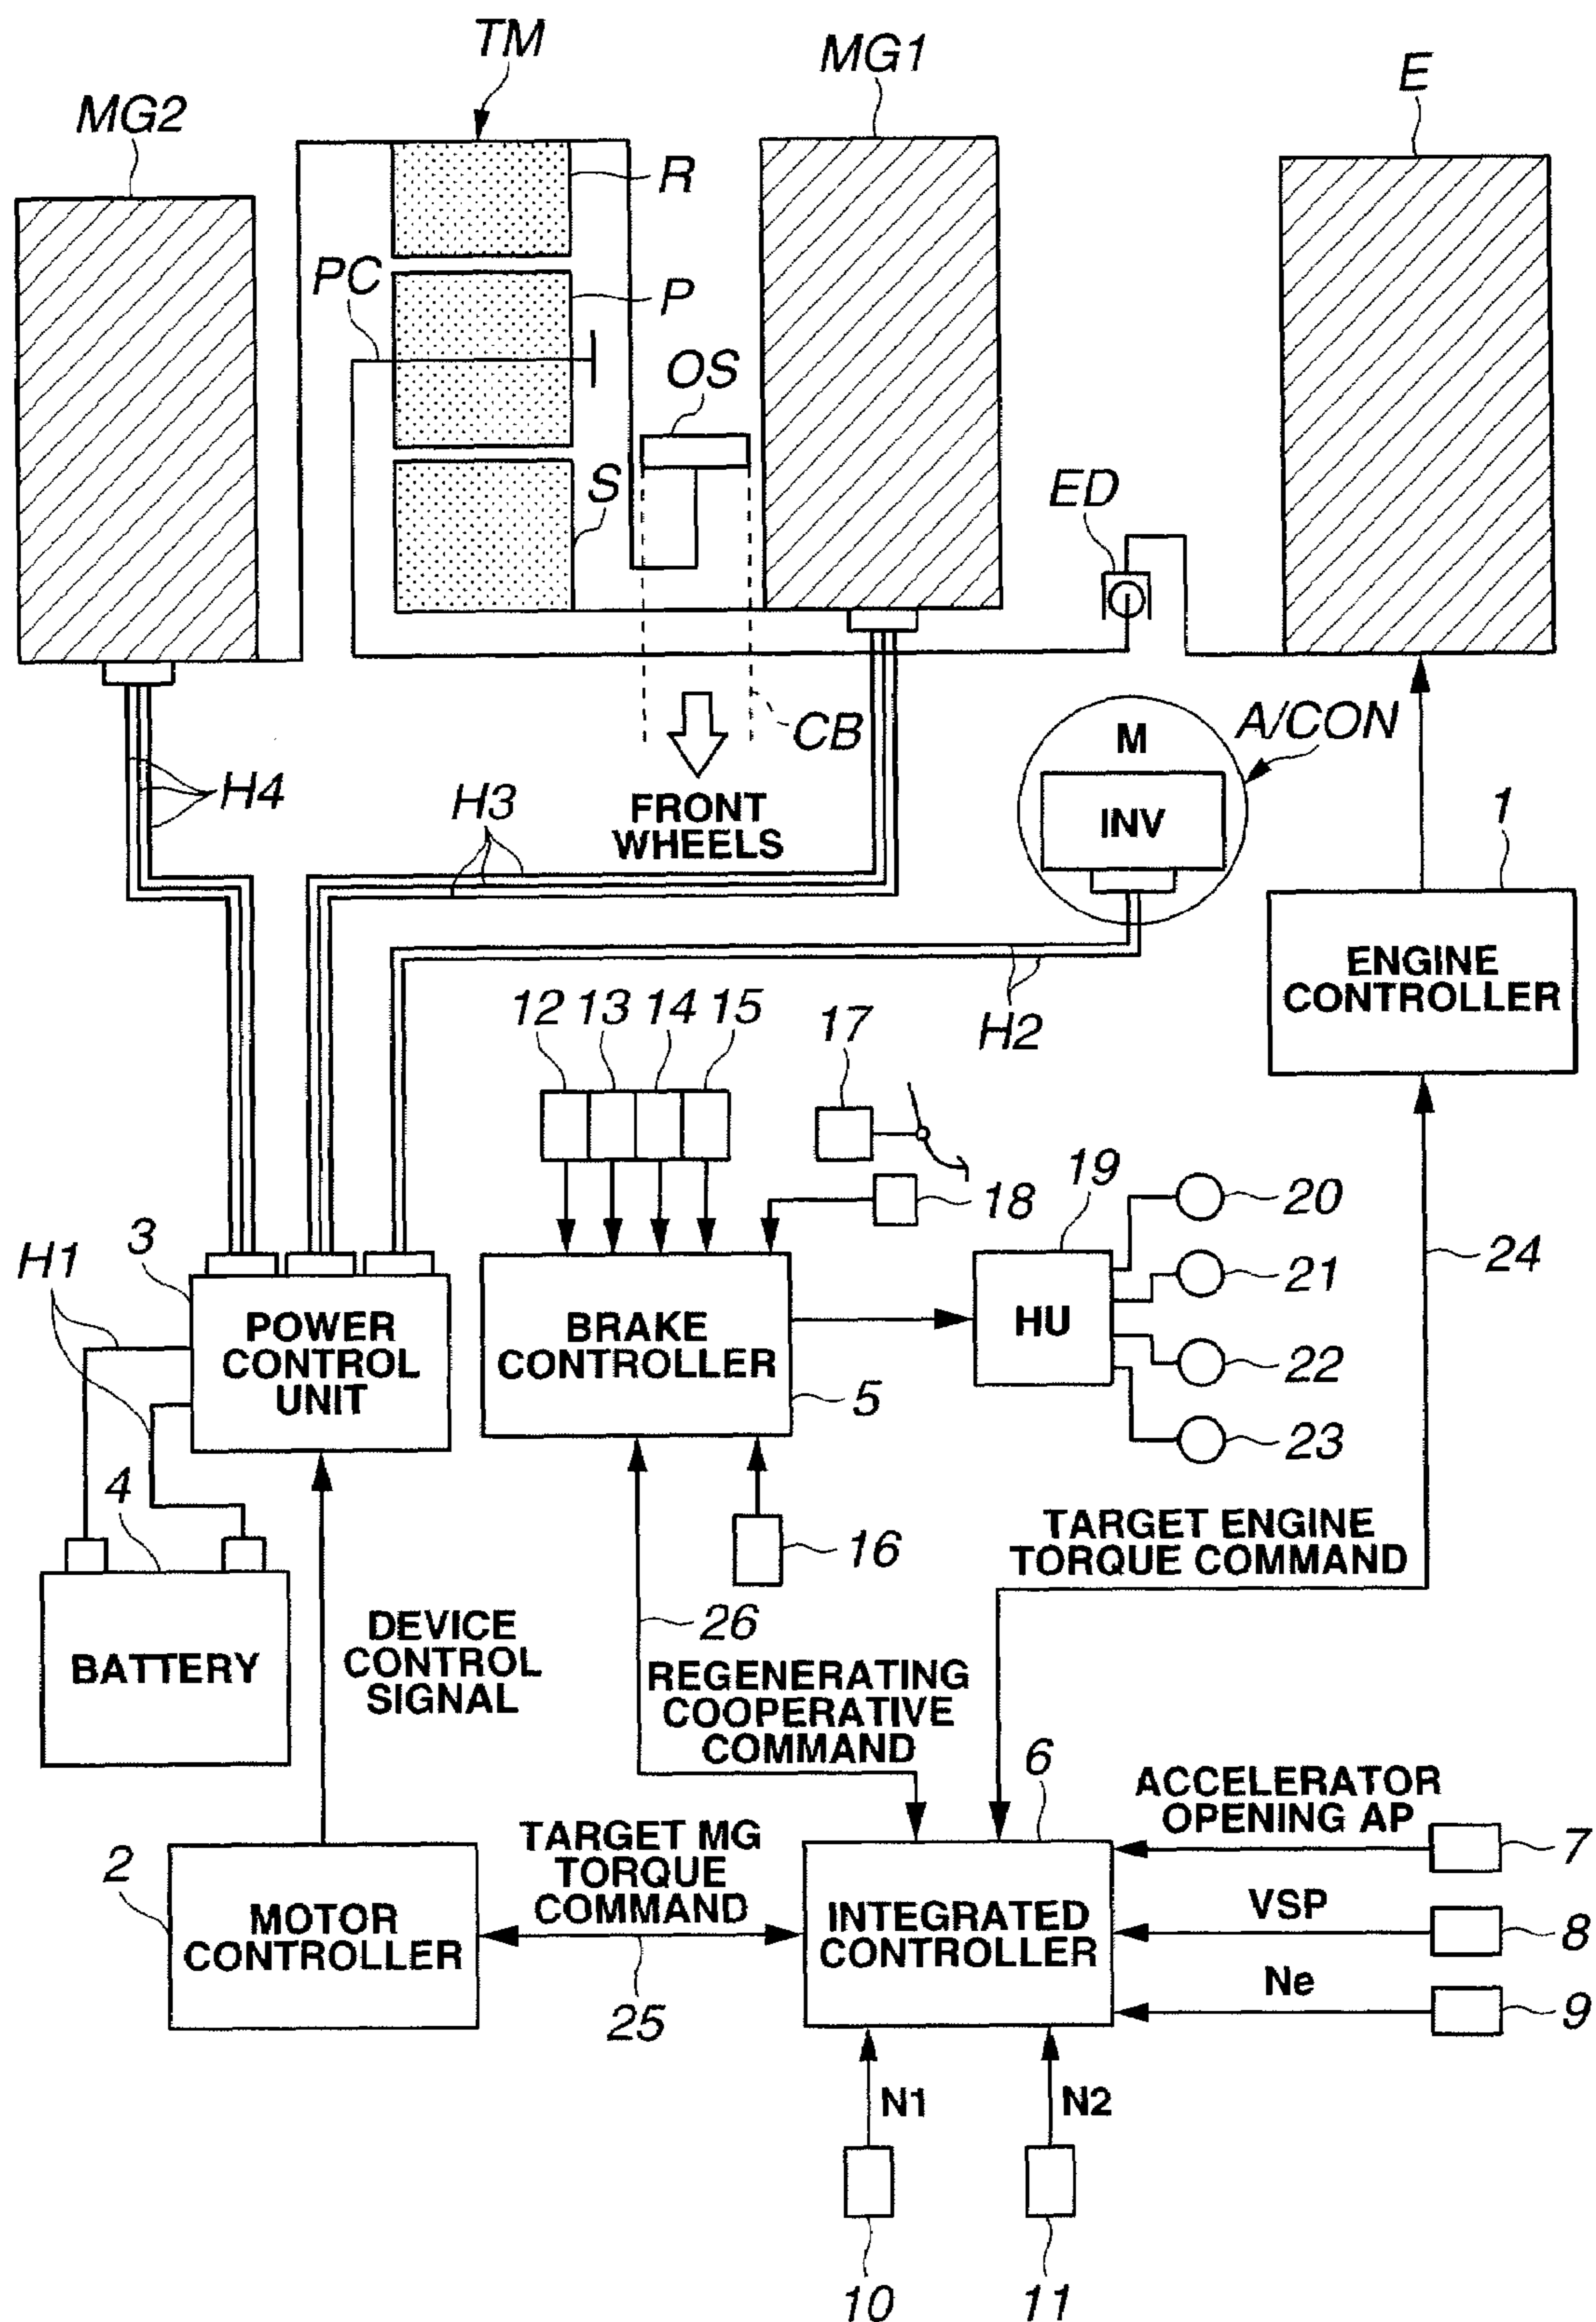 TM
MG1
E
MG2
R
PC
P
OS
S
ED
CB
M
A/CON
INV
H4
H3
FRONT
WHEELS
1
ENGINE
CONTROLLER
H2
12
13
14
15
17
18
19
20
21
22
23
24
3
H1
POWER
CONTROL
UNIT
BRAKE
CONTROLLER
HU
5
4
16
TARGET ENGINE
TORQUE COMMAND
BATTERY
DEVICE
CONTROL
SIGNAL
26
REGENERATING
COOPERATIVE
COMMAND
6
ACCELERATOR
OPENING AP
7
TARGET MG
TORQUE
COMMAND
2
MOTOR
CONTROLLER
INTEGRATED
CONTROLLER
VSP
8
Ne
9
25
N1
N2
10
11